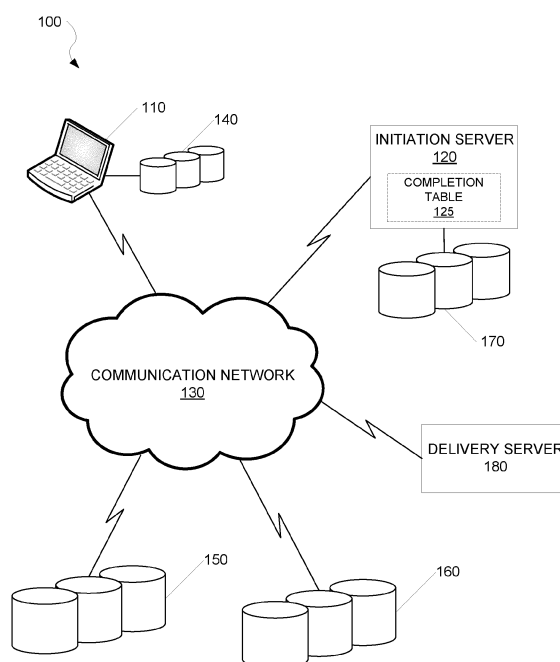 100
110
140
INITIATION SERVER
120
COMPLETION
TABLE
125
170
COMMUNICATION NETWORK
130
DELIVERY SERVER
180
150
160